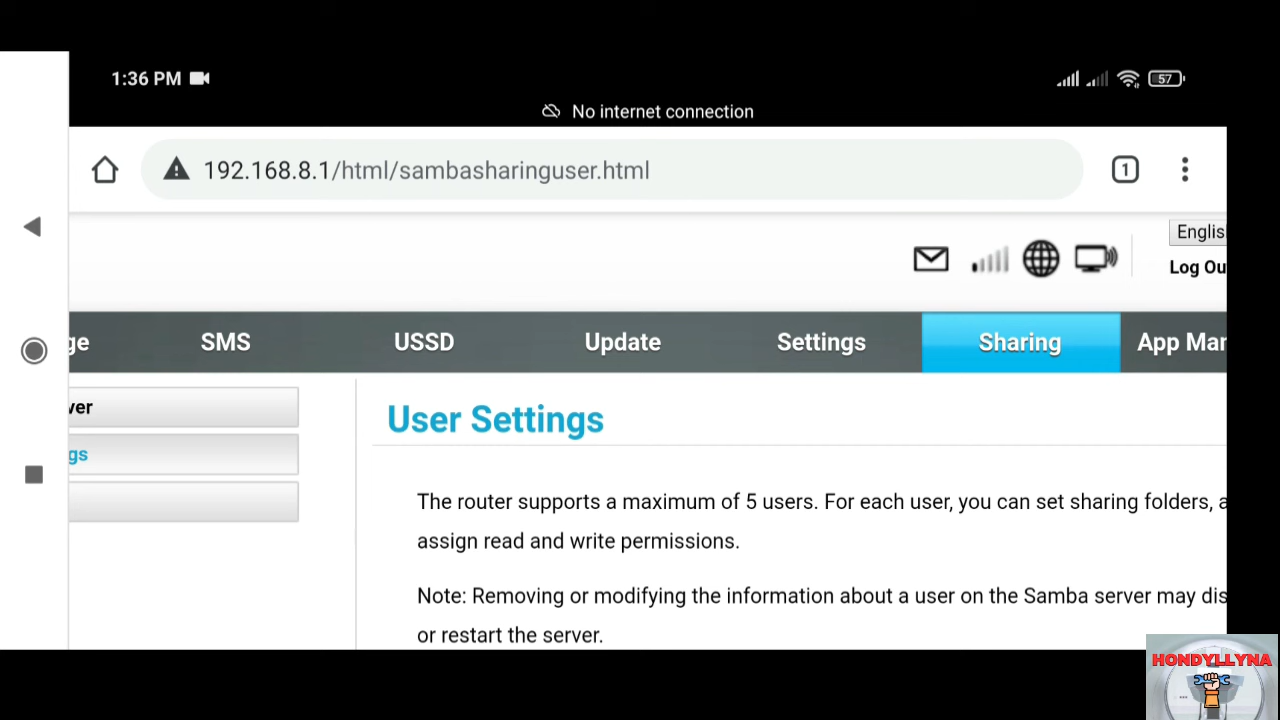 1:36 PM
57
No internet connection
192.168.8.1/html/sambasharinguser.html
1
Englis
Log Ou
ge
SMS
USSD
Update
Settings
Sharing
App Mar
ver
gs
User Settings
The router supports a maximum of 5 users. For each user, you can set sharing folders, a
assign read and write permissions.
Note: Removing or modifying the information about a user on the Samba server may dis
or restart the server.
HONDYLLYNA